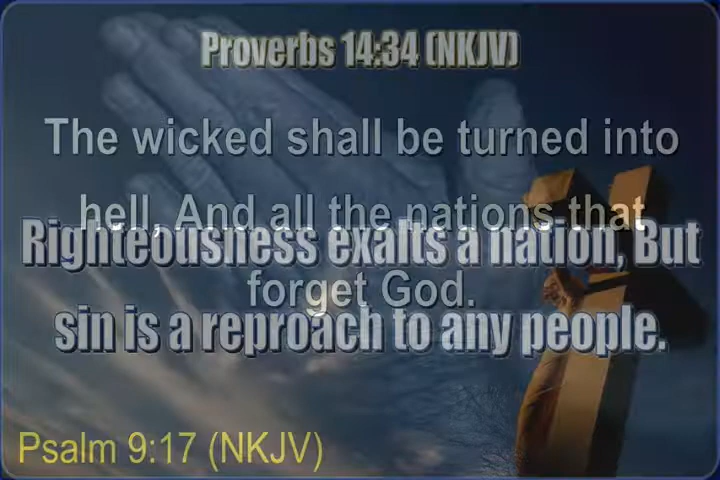 Proverbs 14:34 (NKJV)
The wicked shall be turned into
hell, And all the nations that
Righteousness exalts a nation, But
forget God.
sin is a reproach to any people.
Psalm 9:17 (NKJV)